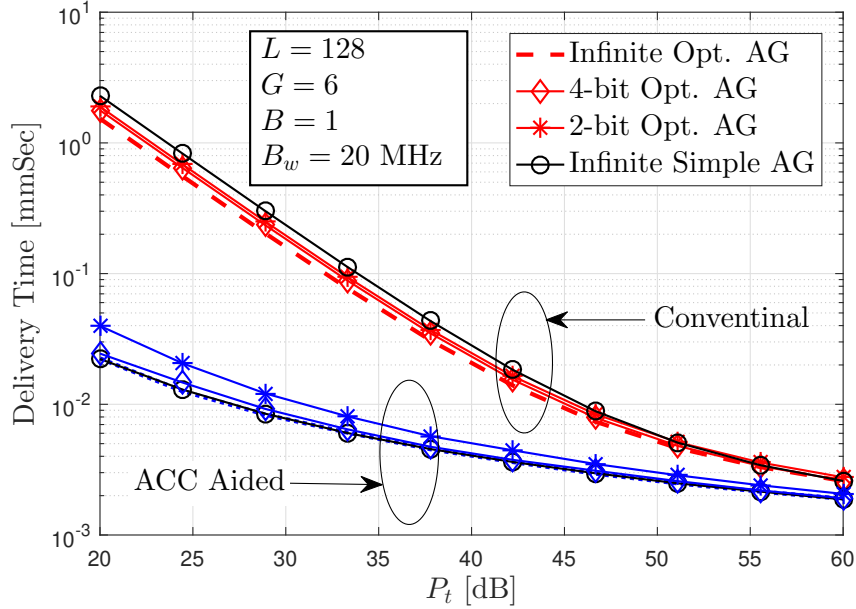 Delivery Time [mmSec]
10^1
10^0
10^-1
10^-2
10^-3
L = 128
G = 6
B = 1
B_w = 20 MHz
Infinite Opt. AG
4-bit Opt. AG
2-bit Opt. AG
Infinite Simple AG
Conventinal
ACC Aided
20 25 30 35 40 45 50 55 60
P_t [dB]